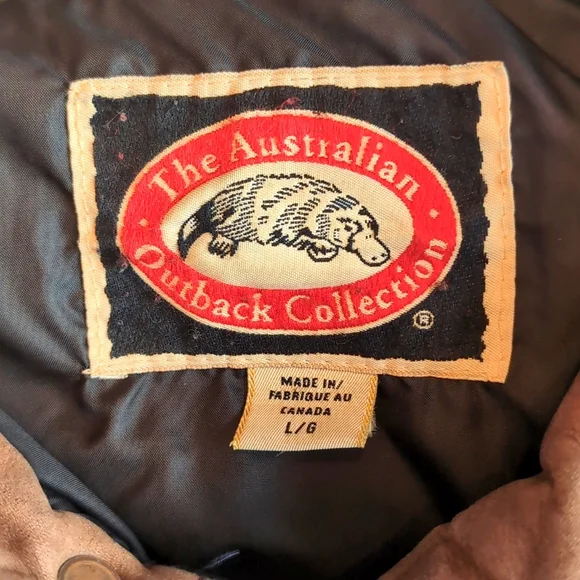 · The Australian ·
Outback Collection
®
MADE IN/
FABRIQUE AU
CANADA
L/G